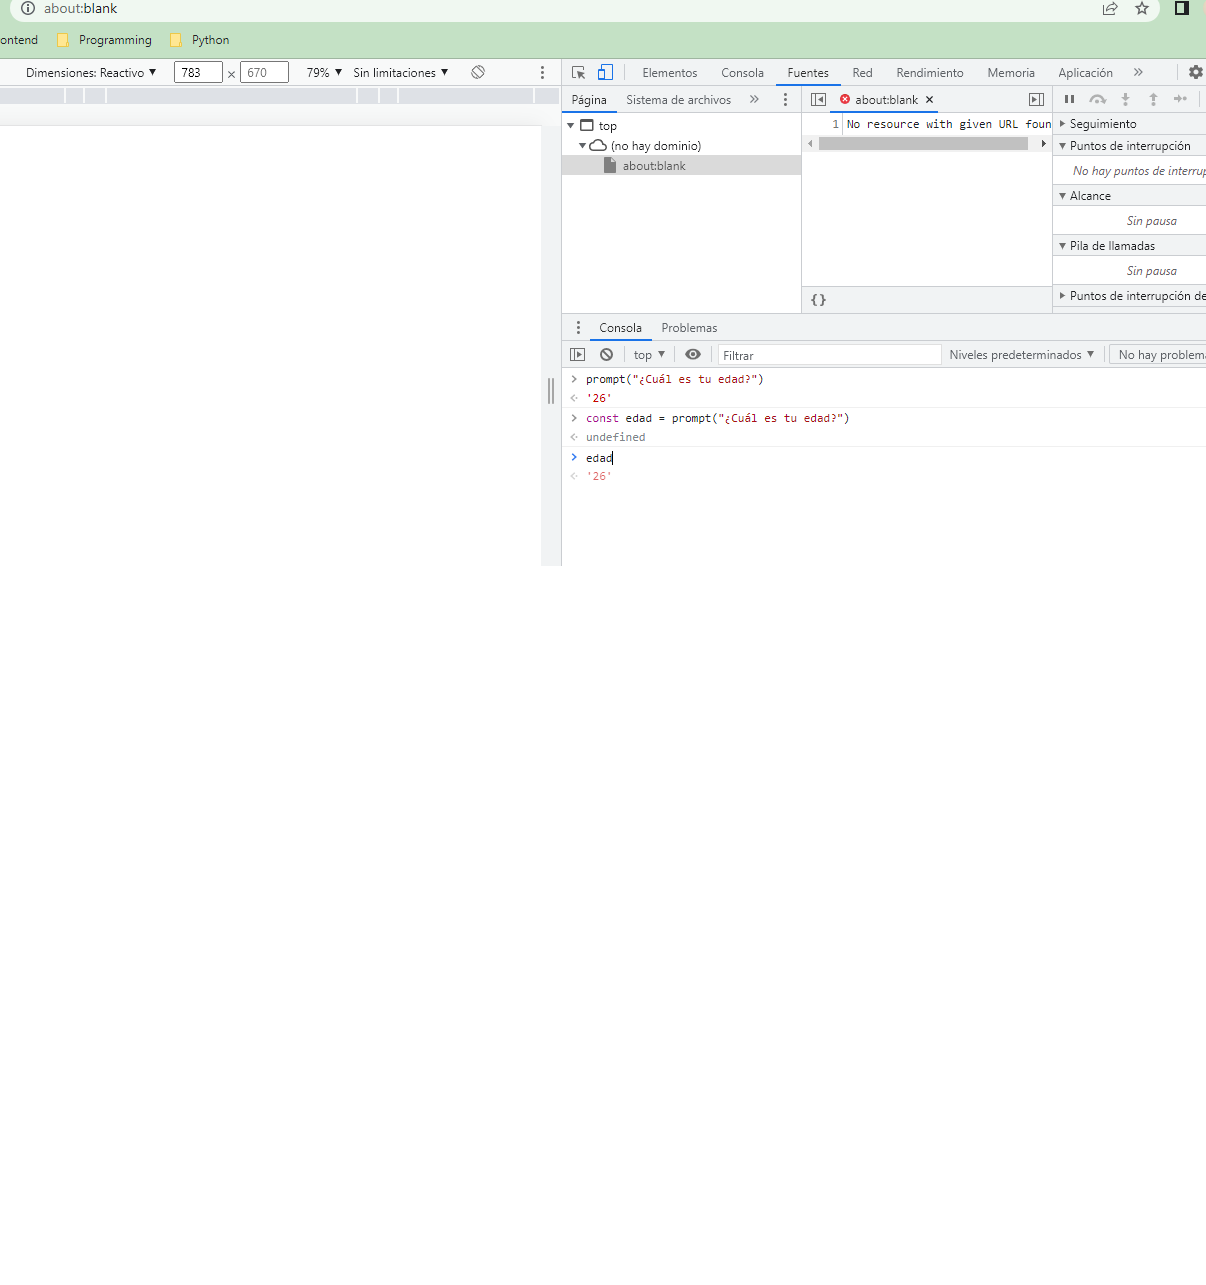 about:blank
ontend Programming Python
Dimensiones: Reactivo ▼ 783 × 670 79% ▼ Sin limitaciones ▼
Elementos Consola Fuentes Red Rendimiento Memoria Aplicación »
Página Sistema de archivos »
about:blank ×
top
(no hay dominio)
about:blank
1 No resource with given URL foun
{}
Seguimiento
Puntos de interrupción
No hay puntos de interrup
Alcance
Sin pausa
Pila de llamadas
Sin pausa
Puntos de interrupción de
Consola Problemas
top ▼ Filtrar Niveles predeterminados ▼ No hay problema
> prompt("¿Cuál es tu edad?")
'26'
> const edad = prompt("¿Cuál es tu edad?")
undefined
> edad
'26'